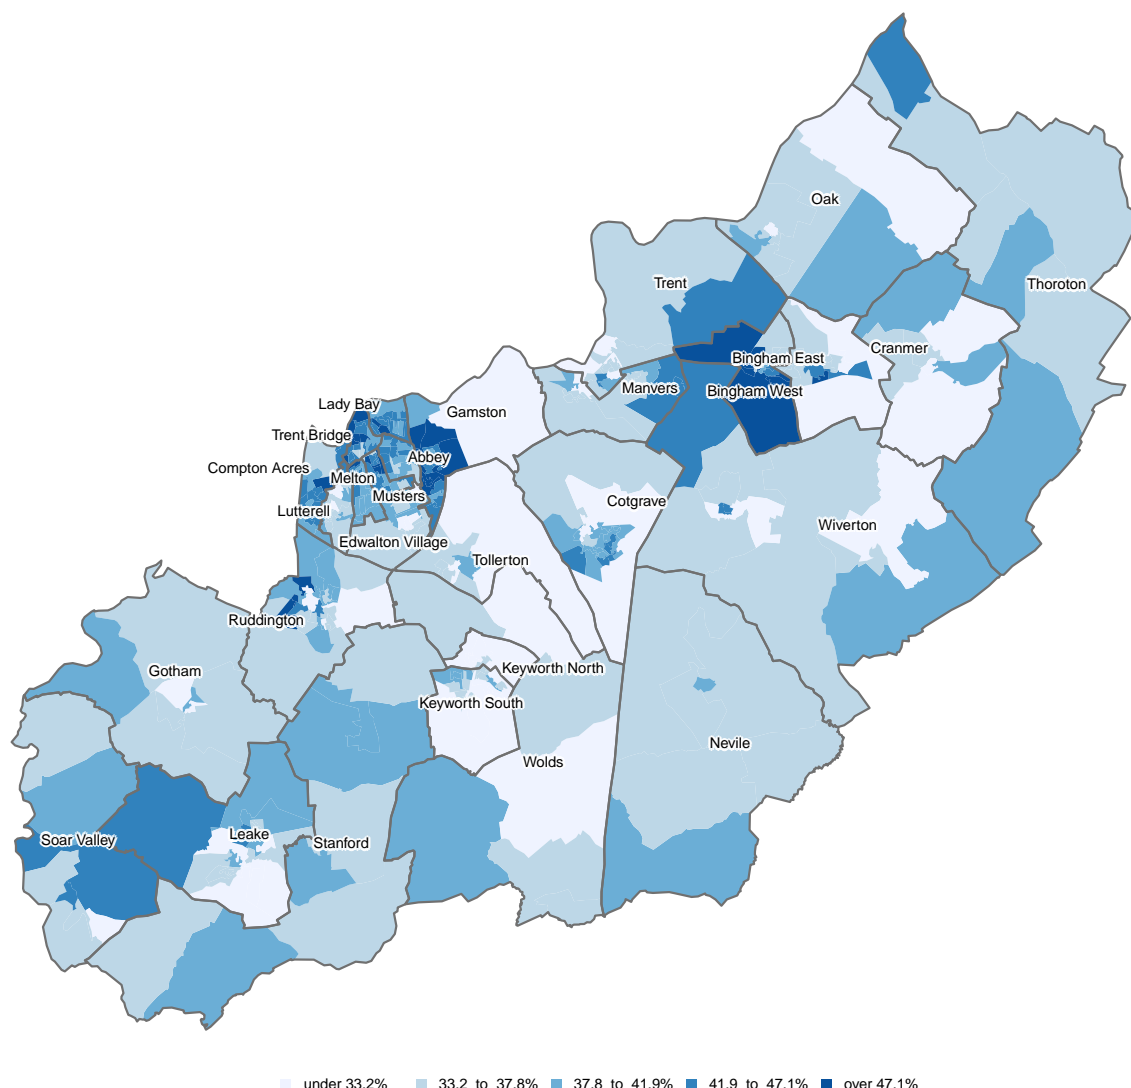 Oak
Trent
Thoroton
Cranmer
Bingham East
Manvers
Bingham West
Lady Bay
Gamston
Trent Bridge
Abbey
Compton Acres
Melton
Musters
Lutterell
Cotgrave
Wiverton
Edwalton Village
Tollerton
Ruddington
Gotham
Keyworth North
Keyworth South
Nevile
Wolds
Soar Valley
Leake
Stanford
under 33.2% 33.2 to 37.8% 37.8 to 41.9% 41.9 to 47.1% over 47.1%